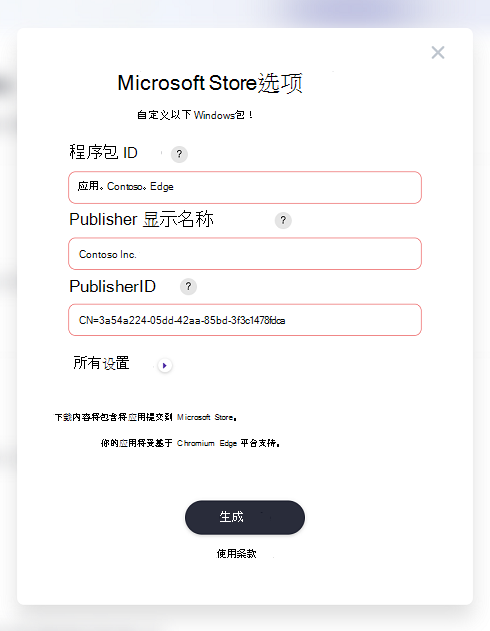 Microsoft Store选项
自定义以下 Windows包！
程序包 ID ?
应用。Contoso。Edge
Publisher 显示名称 ?
Contoso Inc.
PublisherID ?
CN=3a54a224-05dd-42aa-85bd-3f3c1478fdca
所有设置
下载内容将包含将应用提交到 Microsoft Store。
你的应用将受基于 Chromium Edge 平台支持。
生成
使用条款